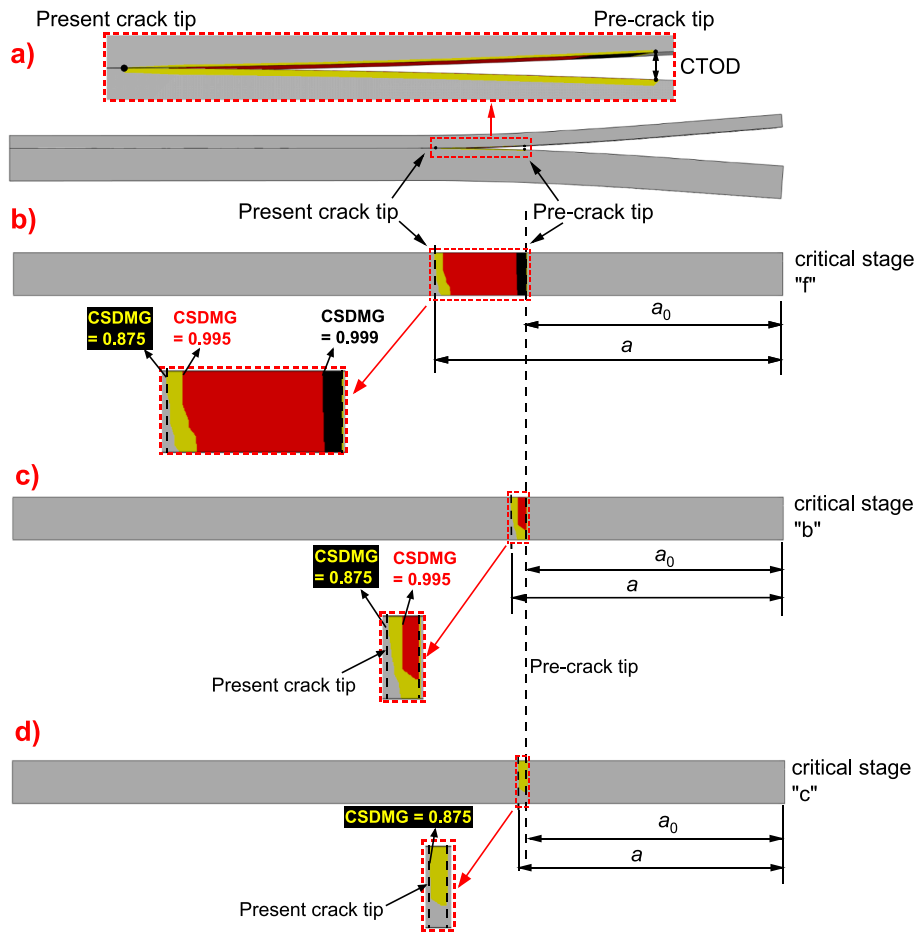 Present crack tip
Pre-crack tip
a)
CTOD
Present crack tip
Pre-crack tip
b)
critical stage
"f"
a0
a
CSDMG
= 0.875
CSDMG
= 0.995
CSDMG
= 0.999
c)
critical stage
"b"
a0
a
CSDMG
= 0.875
CSDMG
= 0.995
Present crack tip
Pre-crack tip
d)
critical stage
"c"
CSDMG = 0.875
a0
a
Present crack tip